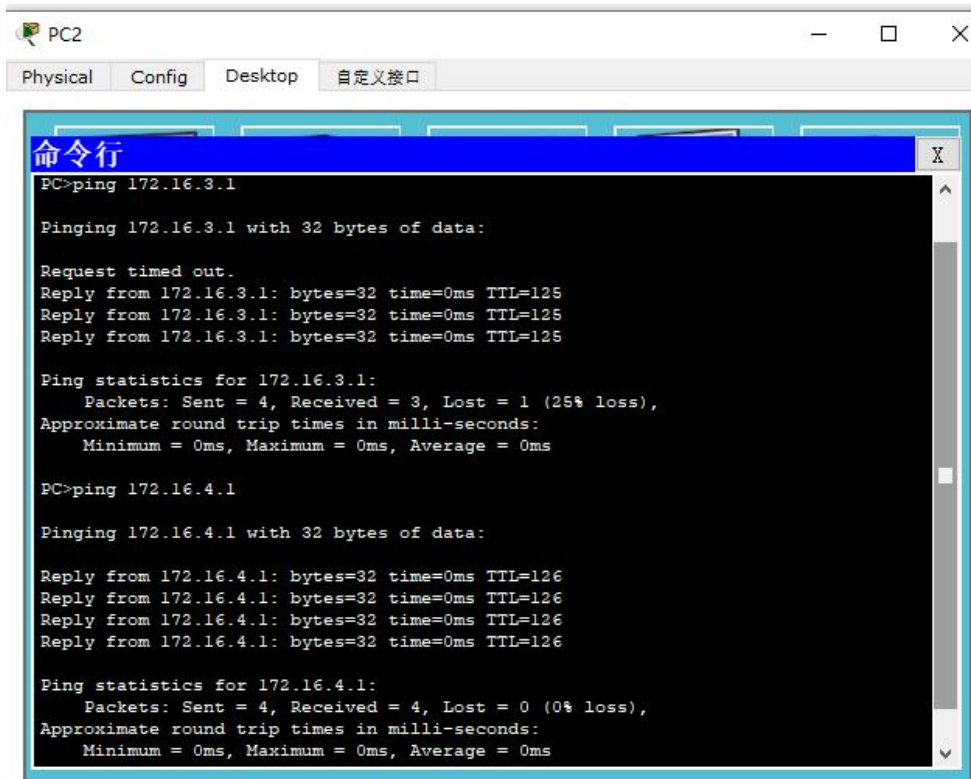 PC2
Physical Config Desktop 自定义接口
命令行
X
PC>ping 172.16.3.1
Pinging 172.16.3.1 with 32 bytes of data:
Request timed out.
Reply from 172.16.3.1: bytes=32 time=0ms TTL=125
Reply from 172.16.3.1: bytes=32 time=0ms TTL=125
Reply from 172.16.3.1: bytes=32 time=0ms TTL=125
Ping statistics for 172.16.3.1:
Packets: Sent = 4, Received = 3, Lost = 1 (25% loss),
Approximate round trip times in milli-seconds:
Minimum = 0ms, Maximum = 0ms, Average = 0ms
PC>ping 172.16.4.1
Pinging 172.16.4.1 with 32 bytes of data:
Reply from 172.16.4.1: bytes=32 time=0ms TTL=126
Reply from 172.16.4.1: bytes=32 time=0ms TTL=126
Reply from 172.16.4.1: bytes=32 time=0ms TTL=126
Reply from 172.16.4.1: bytes=32 time=0ms TTL=126
Ping statistics for 172.16.4.1:
Packets: Sent = 4, Received = 4, Lost = 0 (0% loss),
Approximate round trip times in milli-seconds:
Minimum = 0ms, Maximum = 0ms, Average = 0ms